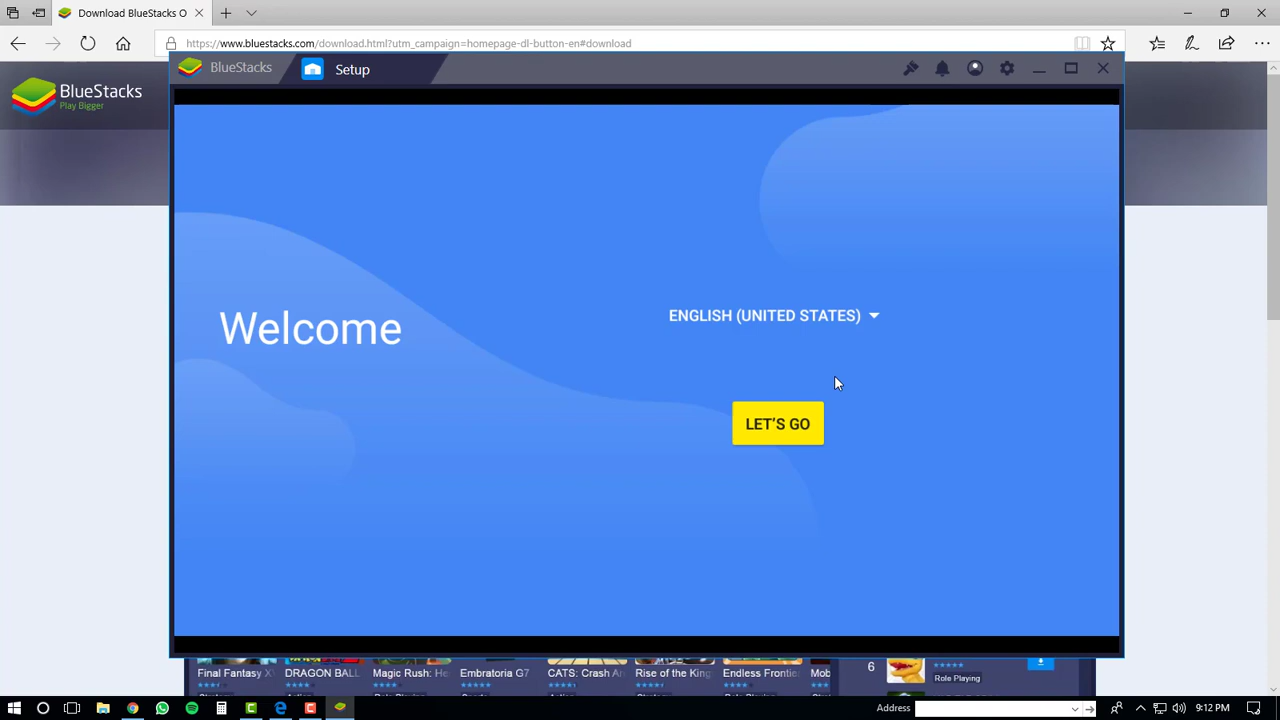 Download BlueStacks O
https://www.bluestacks.com/download.html?utm_campaign=homepage-dl-button-en#download
BlueStacks
Play Bigger
BlueStacks
Setup
Welcome
ENGLISH (UNITED STATES)
LET'S GO
Final Fantasy X
DRAGON BALL
Magic Rush: He
Embratoria G7
CATS: Crash Ar
Rise of the King
Endless Frontie
Mob
6
Role Playing
Address
9:12 PM